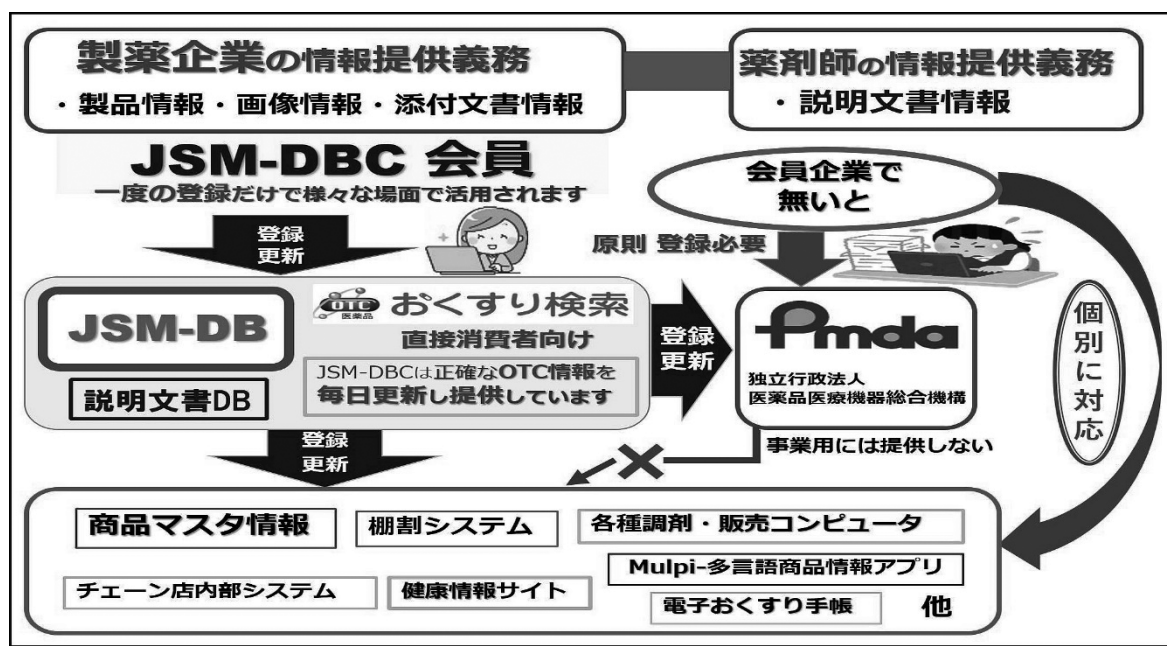 製薬企業の情報提供義務
・製品情報・画像情報・添付文書情報
薬剤師の情報提供義務
・説明文書情報
JSM-DBC 会員
一度の登録だけで様々な場面で活用されます
会員企業で
無いと
登録
更新
原則 登録必要
JSM-DB
説明文書DB
OTC
医薬品
おくすり検索
直接消費者向け
JSM-DBCは正確なOTC情報を
毎日更新し提供しています
登録
更新
Pmda
独立行政法人
医薬品医療機器総合機構
個別に対応
事業用には提供しない
登録
更新
商品マスタ情報
棚割システム
各種調剤・販売コンピュータ
Mulpi-多言語商品情報アプリ
チェーン店内部システム
健康情報サイト
電子おくすり手帳
他